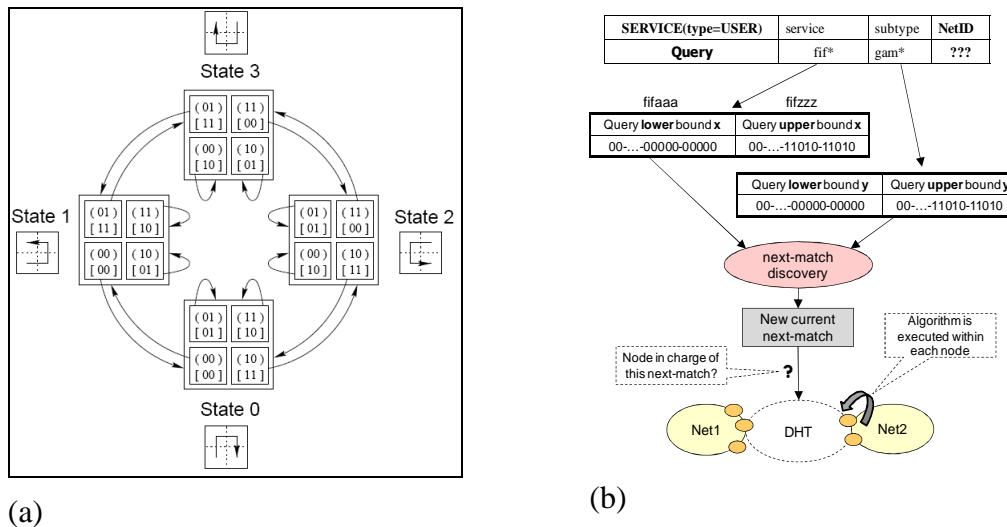 State 3
(01) (11)
[11] [00]
(00) (10)
[10] [01]
State 1
(01) (11)
[11] [10]
(00) (10)
[00] [01]
State 2
(01) (11)
[01] [00]
(00) (10)
[10] [11]
(01) (11)
[01] [10]
(00) (10)
[00] [11]
State 0
(a)
SERVICE(type=USER) service subtype NetID
Query fif* gam* ???
fifaaa fifzzz
Query lower bound x Query upper bound x
00-...-00000-00000 00-...-11010-11010
Query lower bound y Query upper bound y
00-...-00000-00000 00-...-11010-11010
next-match
discovery
New current
next-match
Algorithm is
executed within
each node
Node in charge of
this next-match?
?
Net1 DHT Net2
(b)